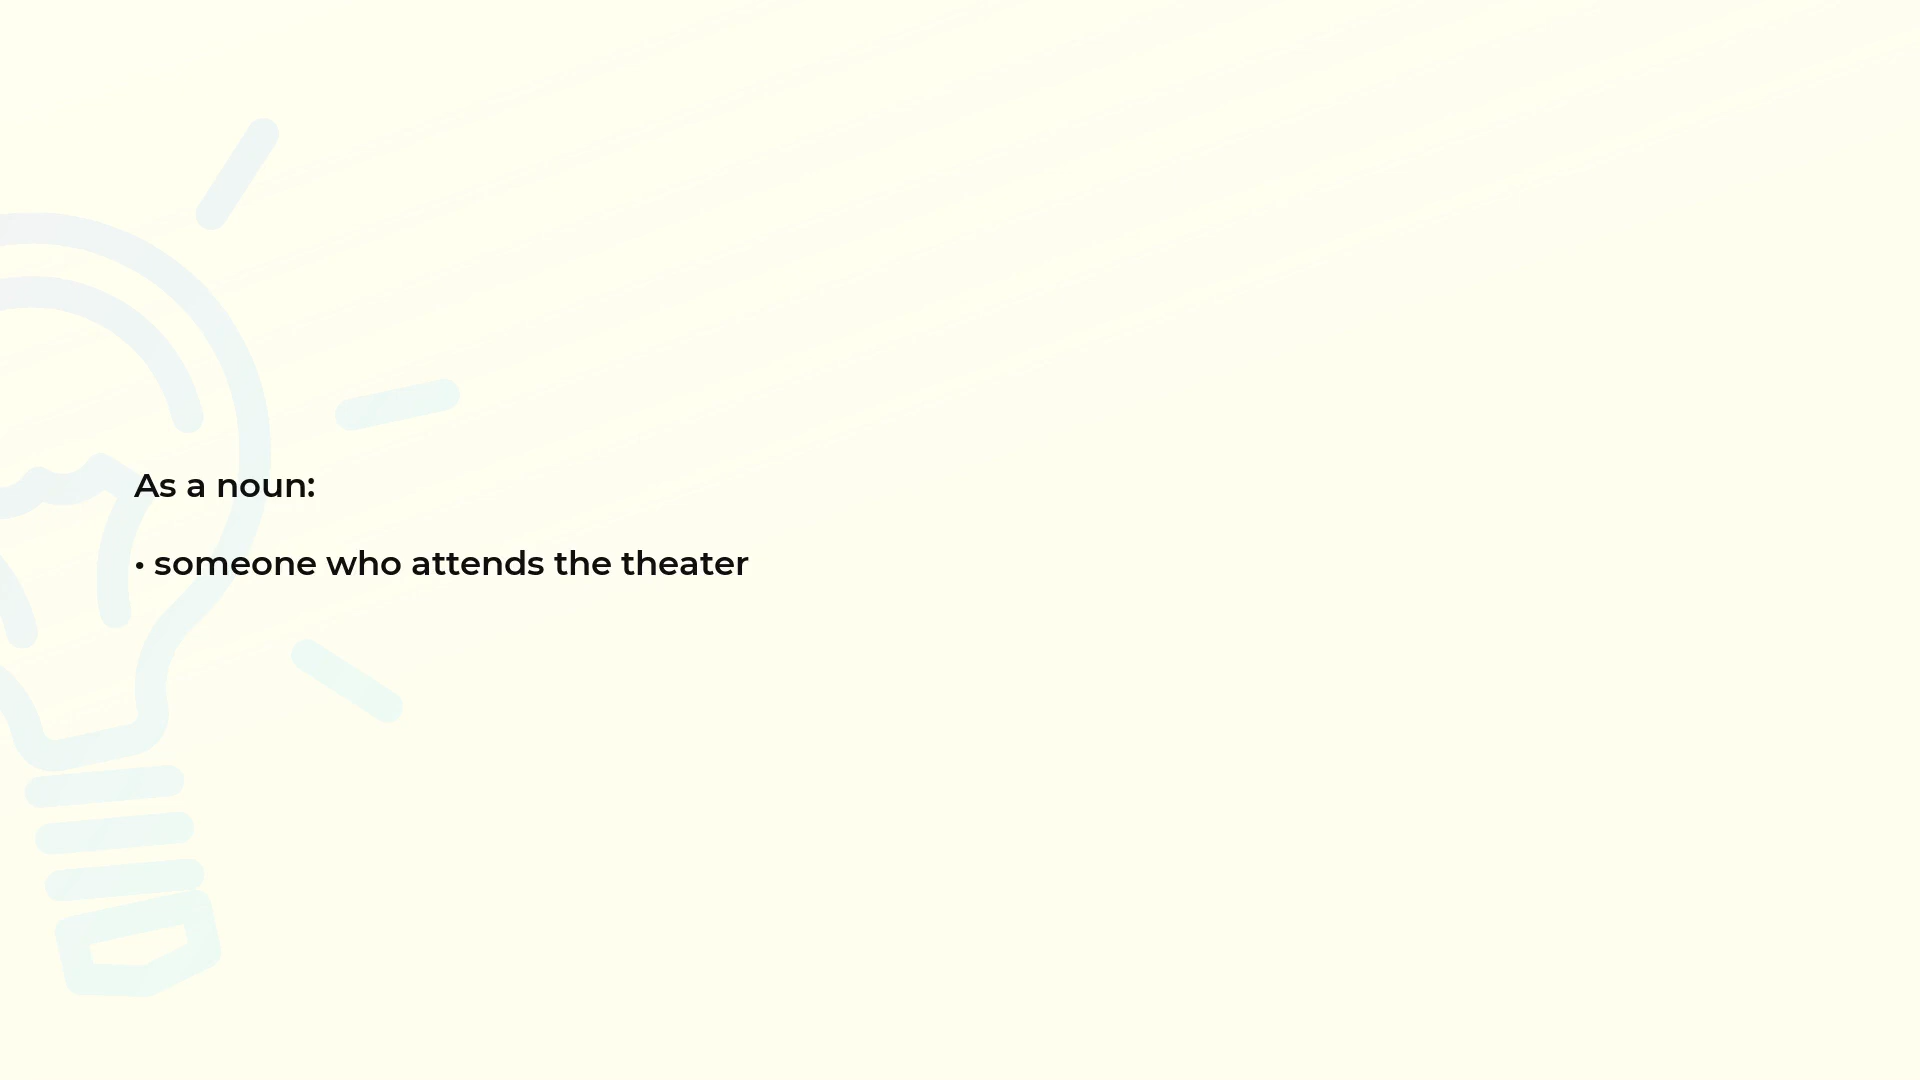 As a noun:
• someone who attends the theater